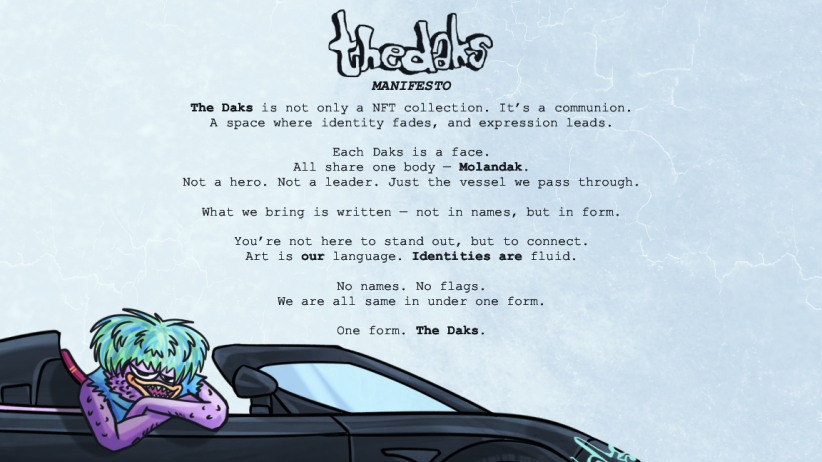 thedaks
MANIFESTO
The Daks is not only a NFT collection. It's a communion.
A space where identity fades, and expression leads.
Each Daks is a face.
All share one body — Molandak.
Not a hero. Not a leader. Just the vessel we pass through.
What we bring is written — not in names, but in form.
You're not here to stand out, but to connect.
Art is our language. Identities are fluid.
No names. No flags.
We are all same in under one form.
One form. The Daks.